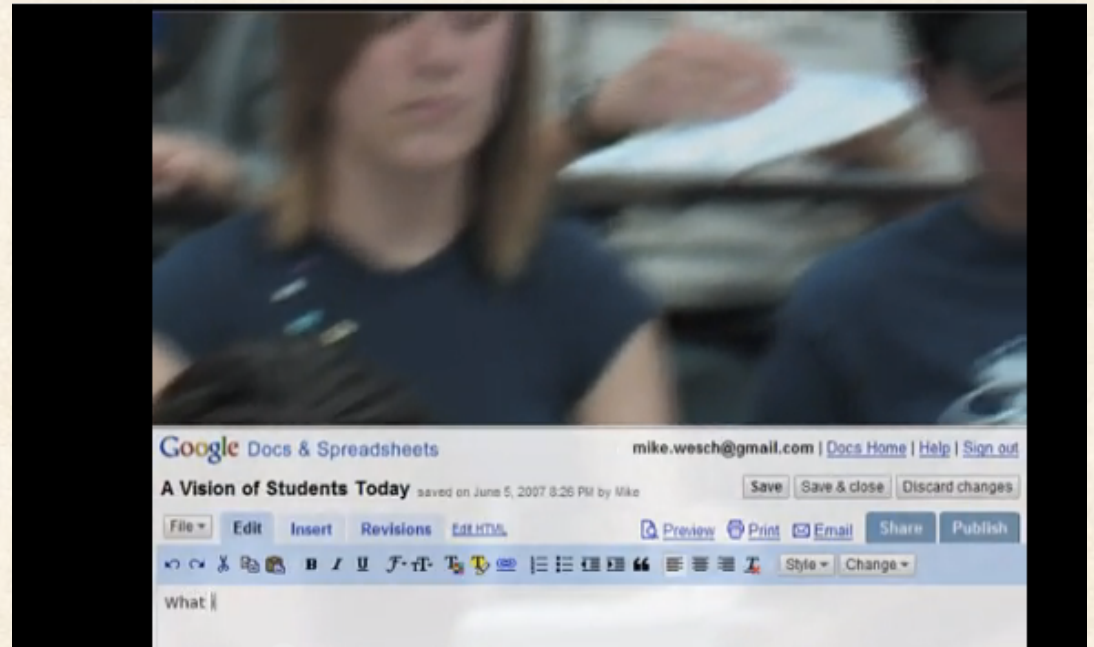 Google Docs & Spreadsheets mike.wesch@gmail.com | Docs Home | Help | Sign out
A Vision of Students Today saved on June 5, 2007 8:26 PM by Mike Save Save & close Discard changes
File Edit Insert Revisions Edit HTML Preview Print Email Share Publish
B I U Style Change
What i